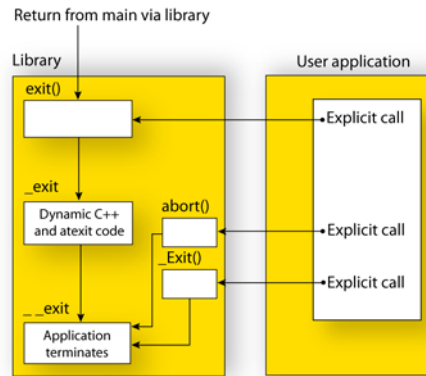 Return from main via library
Library
User application
exit()
Explicit call
_exit
Dynamic C++
and atexit code
abort()
Explicit call
_Exit()
Explicit call
_ _exit
Application
terminates